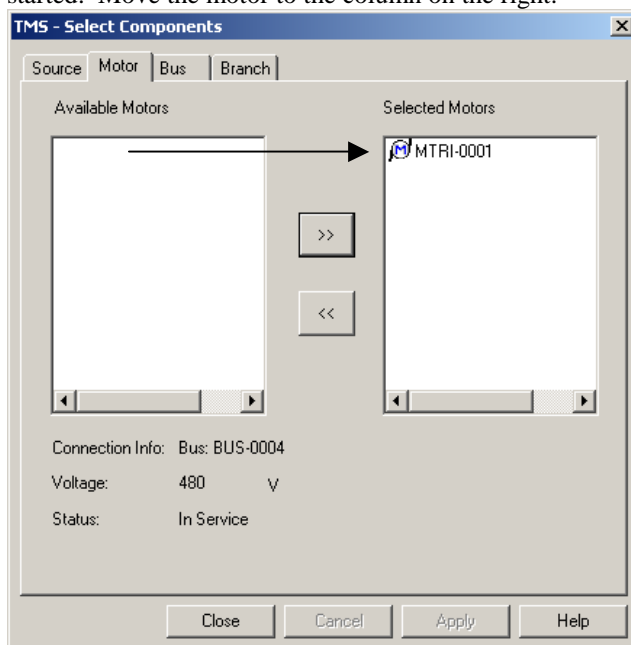 started.  Move the motor to the column on the right.
TMS - Select Components
Source Motor Bus Branch
Available Motors Selected Motors
MTRI-0001
>>
<<
Connection Info: Bus: BUS-0004
Voltage: 480 V
Status: In Service
Close Cancel Apply Help